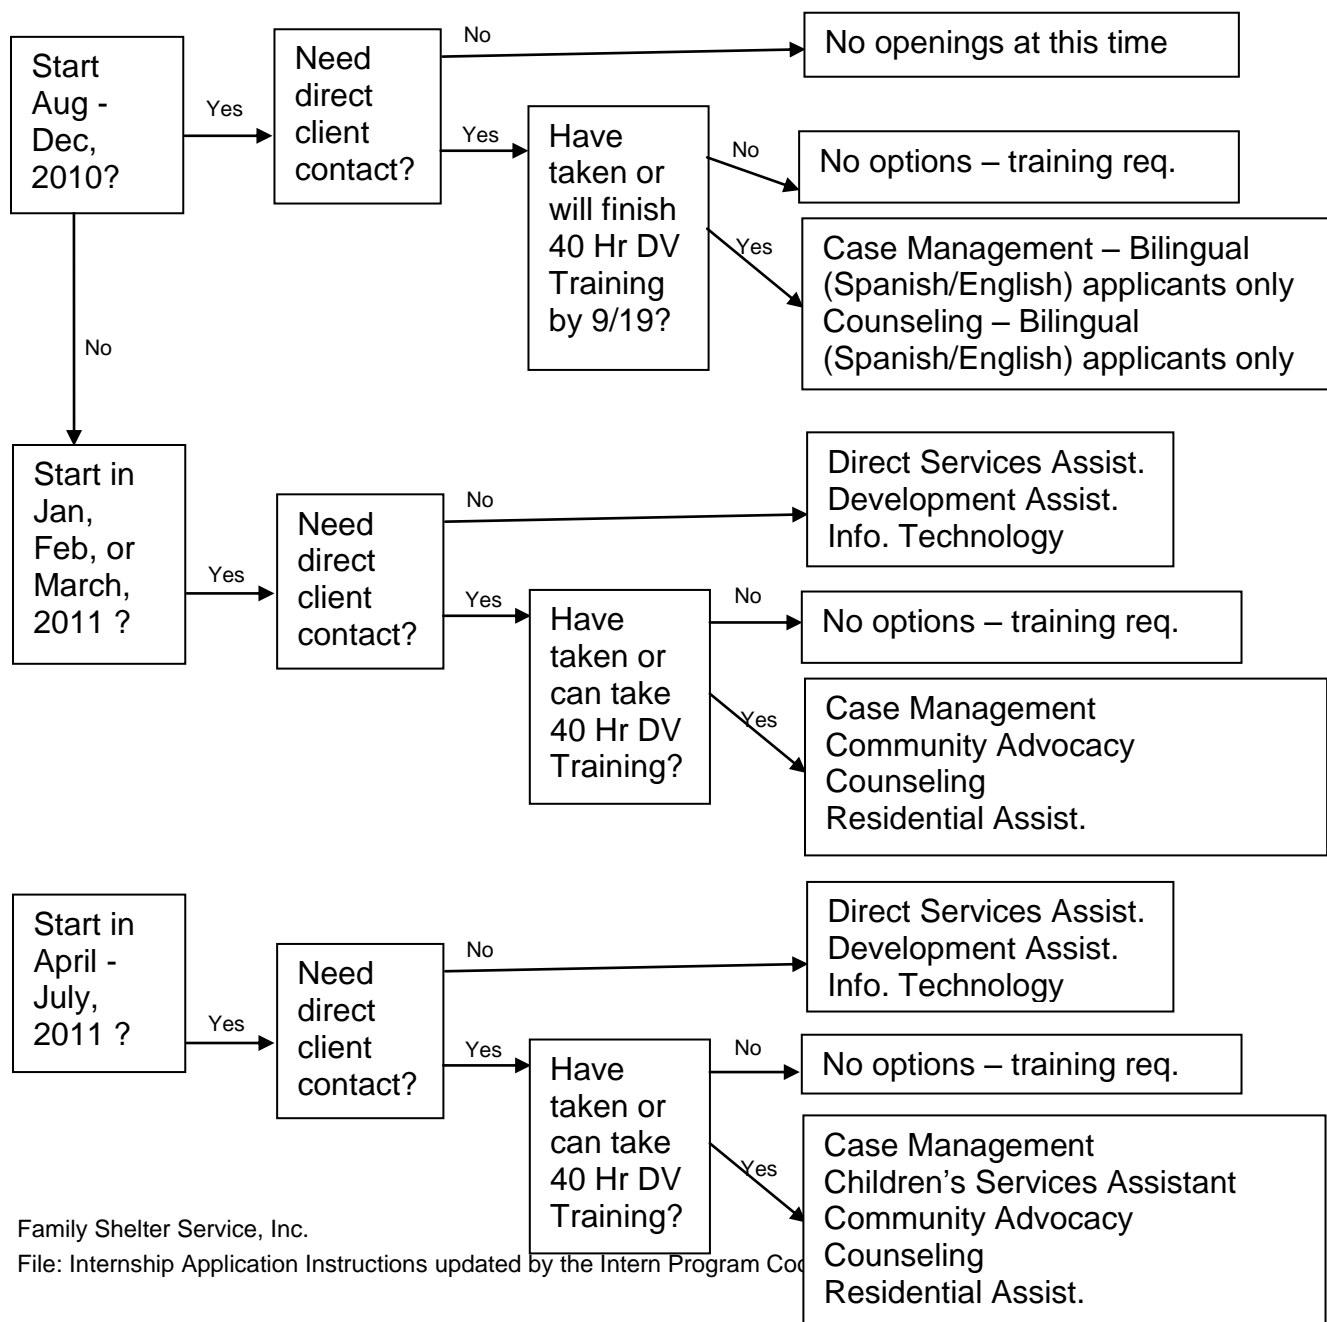 Start
Aug -
Dec,
2010?
Yes
Need
direct
client
contact?
No
No openings at this time
Yes
Have
taken or
will finish
40 Hr DV
Training
by 9/19?
No
No options – training req.
Yes
Case Management – Bilingual
(Spanish/English) applicants only
Counseling – Bilingual
(Spanish/English) applicants only
No
Start in
Jan,
Feb, or
March,
2011 ?
Yes
Need
direct
client
contact?
No
Direct Services Assist.
Development Assist.
Info. Technology
Yes
Have
taken or
can take
40 Hr DV
Training?
No
No options – training req.
Yes
Case Management
Community Advocacy
Counseling
Residential Assist.
Start in
April -
July,
2011 ?
Yes
Need
direct
client
contact?
No
Direct Services Assist.
Development Assist.
Info. Technology
Yes
Have
taken or
can take
40 Hr DV
Training?
No
No options – training req.
Yes
Case Management
Children’s Services Assistant
Community Advocacy
Counseling
Residential Assist.
Family Shelter Service, Inc.
File: Internship Application Instructions updated by the Intern Program